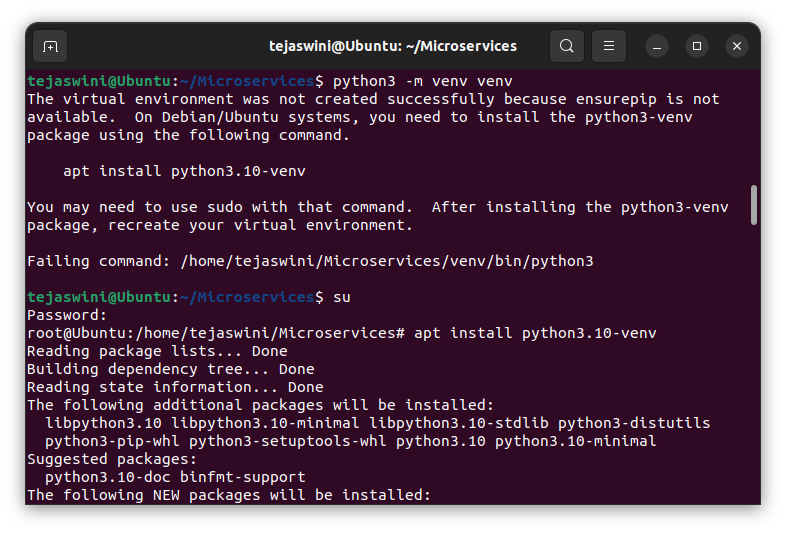 tejaswini@Ubuntu: ~/Microservices
tejaswini@Ubuntu:~/Microservices$ python3 -m venv venv
The virtual environment was not created successfully because ensurepip is not
available.  On Debian/Ubuntu systems, you need to install the python3-venv
package using the following command.
    apt install python3.10-venv
You may need to use sudo with that command.  After installing the python3-venv
package, recreate your virtual environment.
Failing command: /home/tejaswini/Microservices/venv/bin/python3
tejaswini@Ubuntu:~/Microservices$ su
Password:
root@Ubuntu:/home/tejaswini/Microservices# apt install python3.10-venv
Reading package lists... Done
Building dependency tree... Done
Reading state information... Done
The following additional packages will be installed:
  libpython3.10 libpython3.10-minimal libpython3.10-stdlib python3-distutils
  python3-pip-whl python3-setuptools-whl python3.10 python3.10-minimal
Suggested packages:
  python3.10-doc binfmt-support
The following NEW packages will be installed: